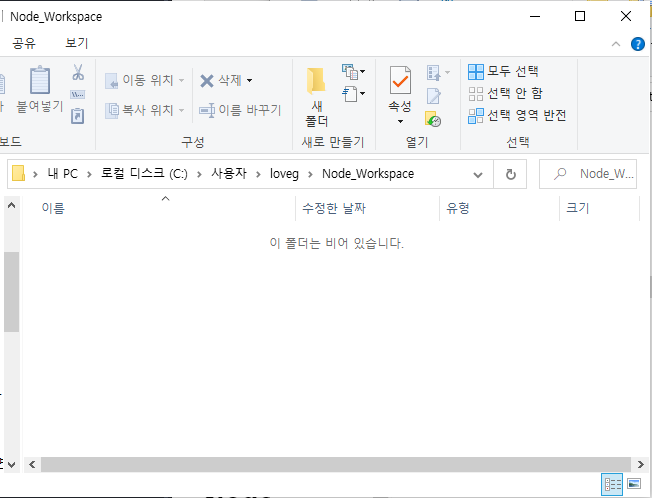 Node_Workspace
공유 보기
붙여넣기
이동 위치
복사 위치
삭제
이름 바꾸기
새
폴더
속성
모두 선택
선택 안 함
선택 영역 반전
보드 구성 새로 만들기 열기 선택
내 PC > 로컬 디스크 (C:) > 사용자 > loveg > Node_Workspace
Node_W...
이름 수정한 날짜 유형 크기
이 폴더는 비어 있습니다.